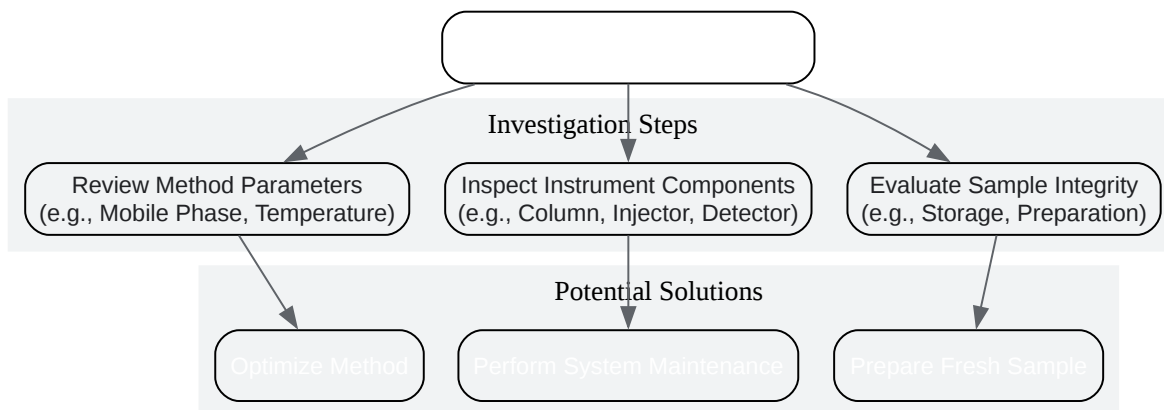 Investigation Steps
Review Method Parameters
(e.g., Mobile Phase, Temperature)
Inspect Instrument Components
(e.g., Column, Injector, Detector)
Evaluate Sample Integrity
(e.g., Storage, Preparation)
Potential Solutions
Optimize Method
Perform System Maintenance
Prepare Fresh Sample